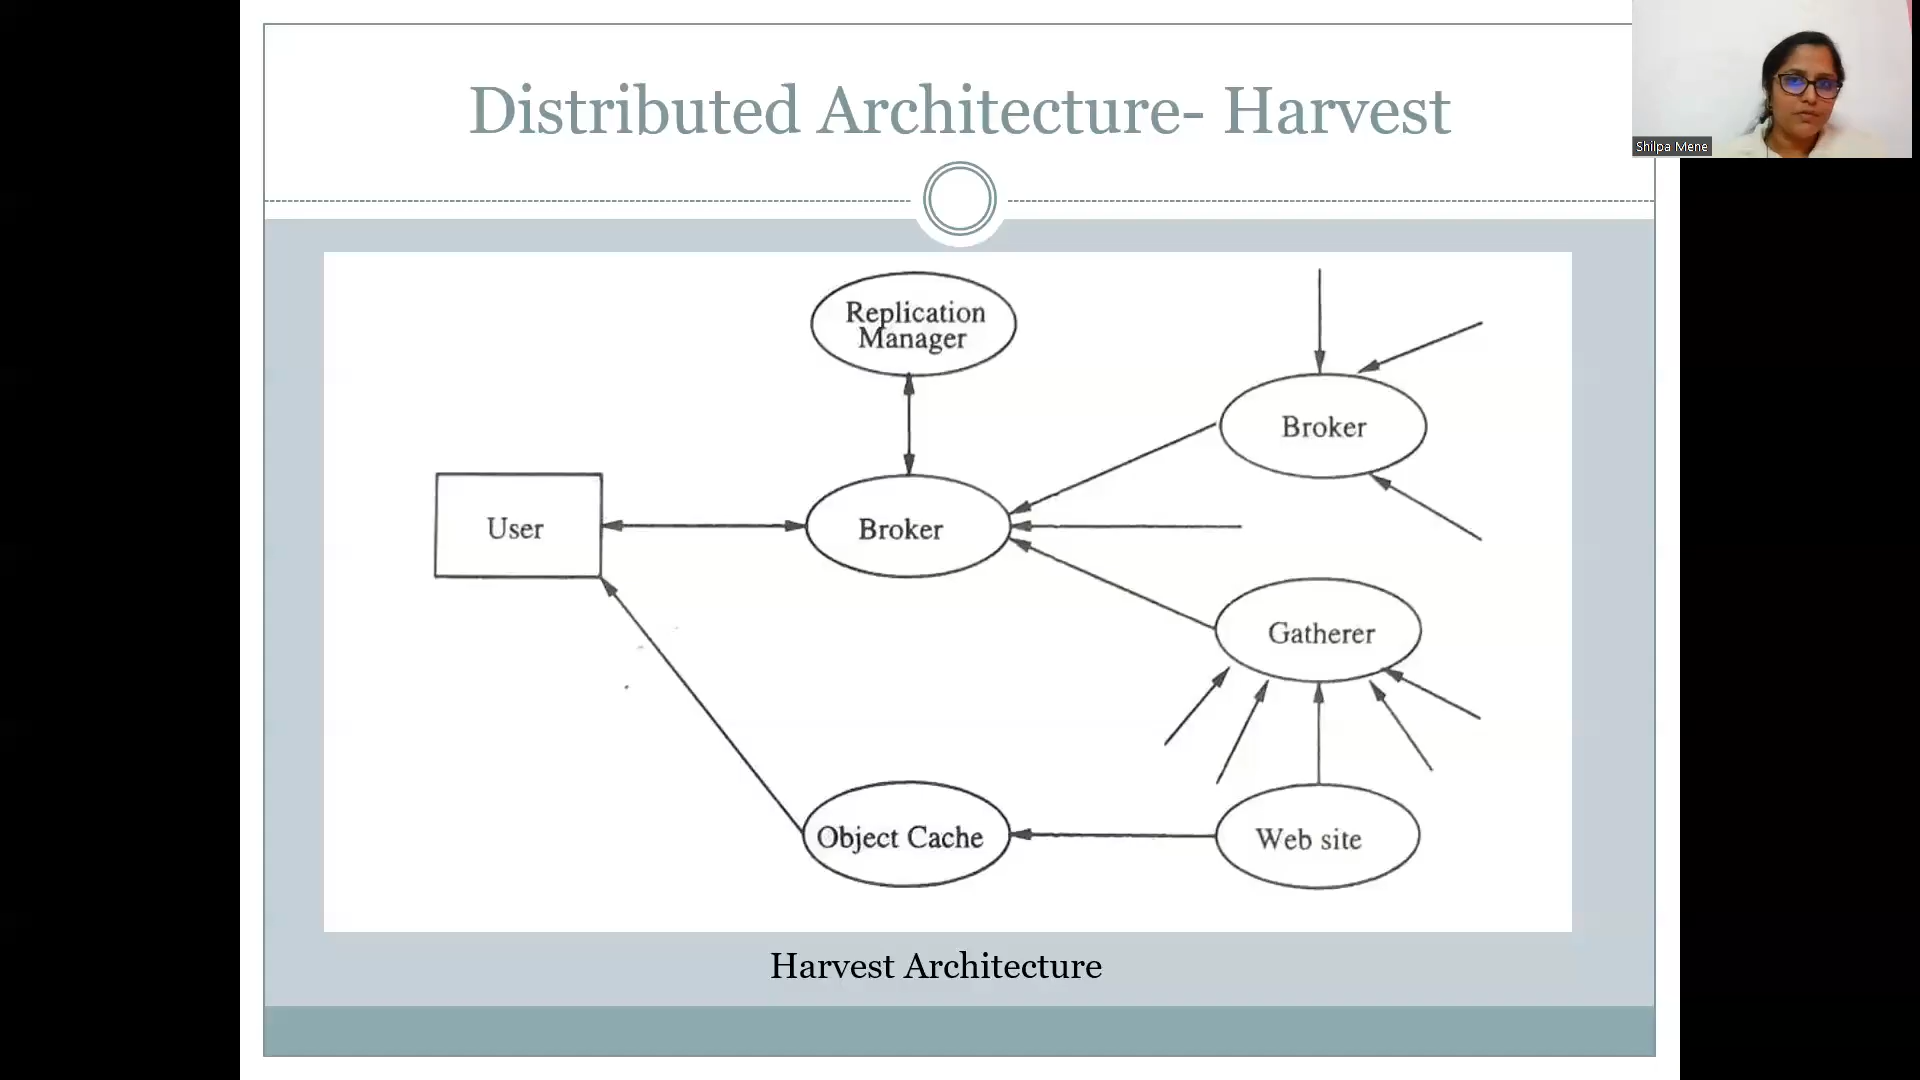 Distributed Architecture- Harvest
Shilpa Mene
Replication
Manager
Broker
User
Broker
Gatherer
Object Cache
Web site
Harvest Architecture